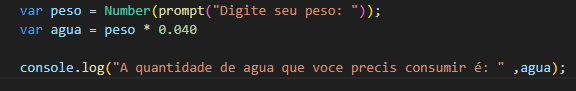 var peso = Number(prompt("Digite seu peso: "));
var agua = peso * 0.040
console.log("A quantidade de agua que voce precis consumir é: " ,agua);